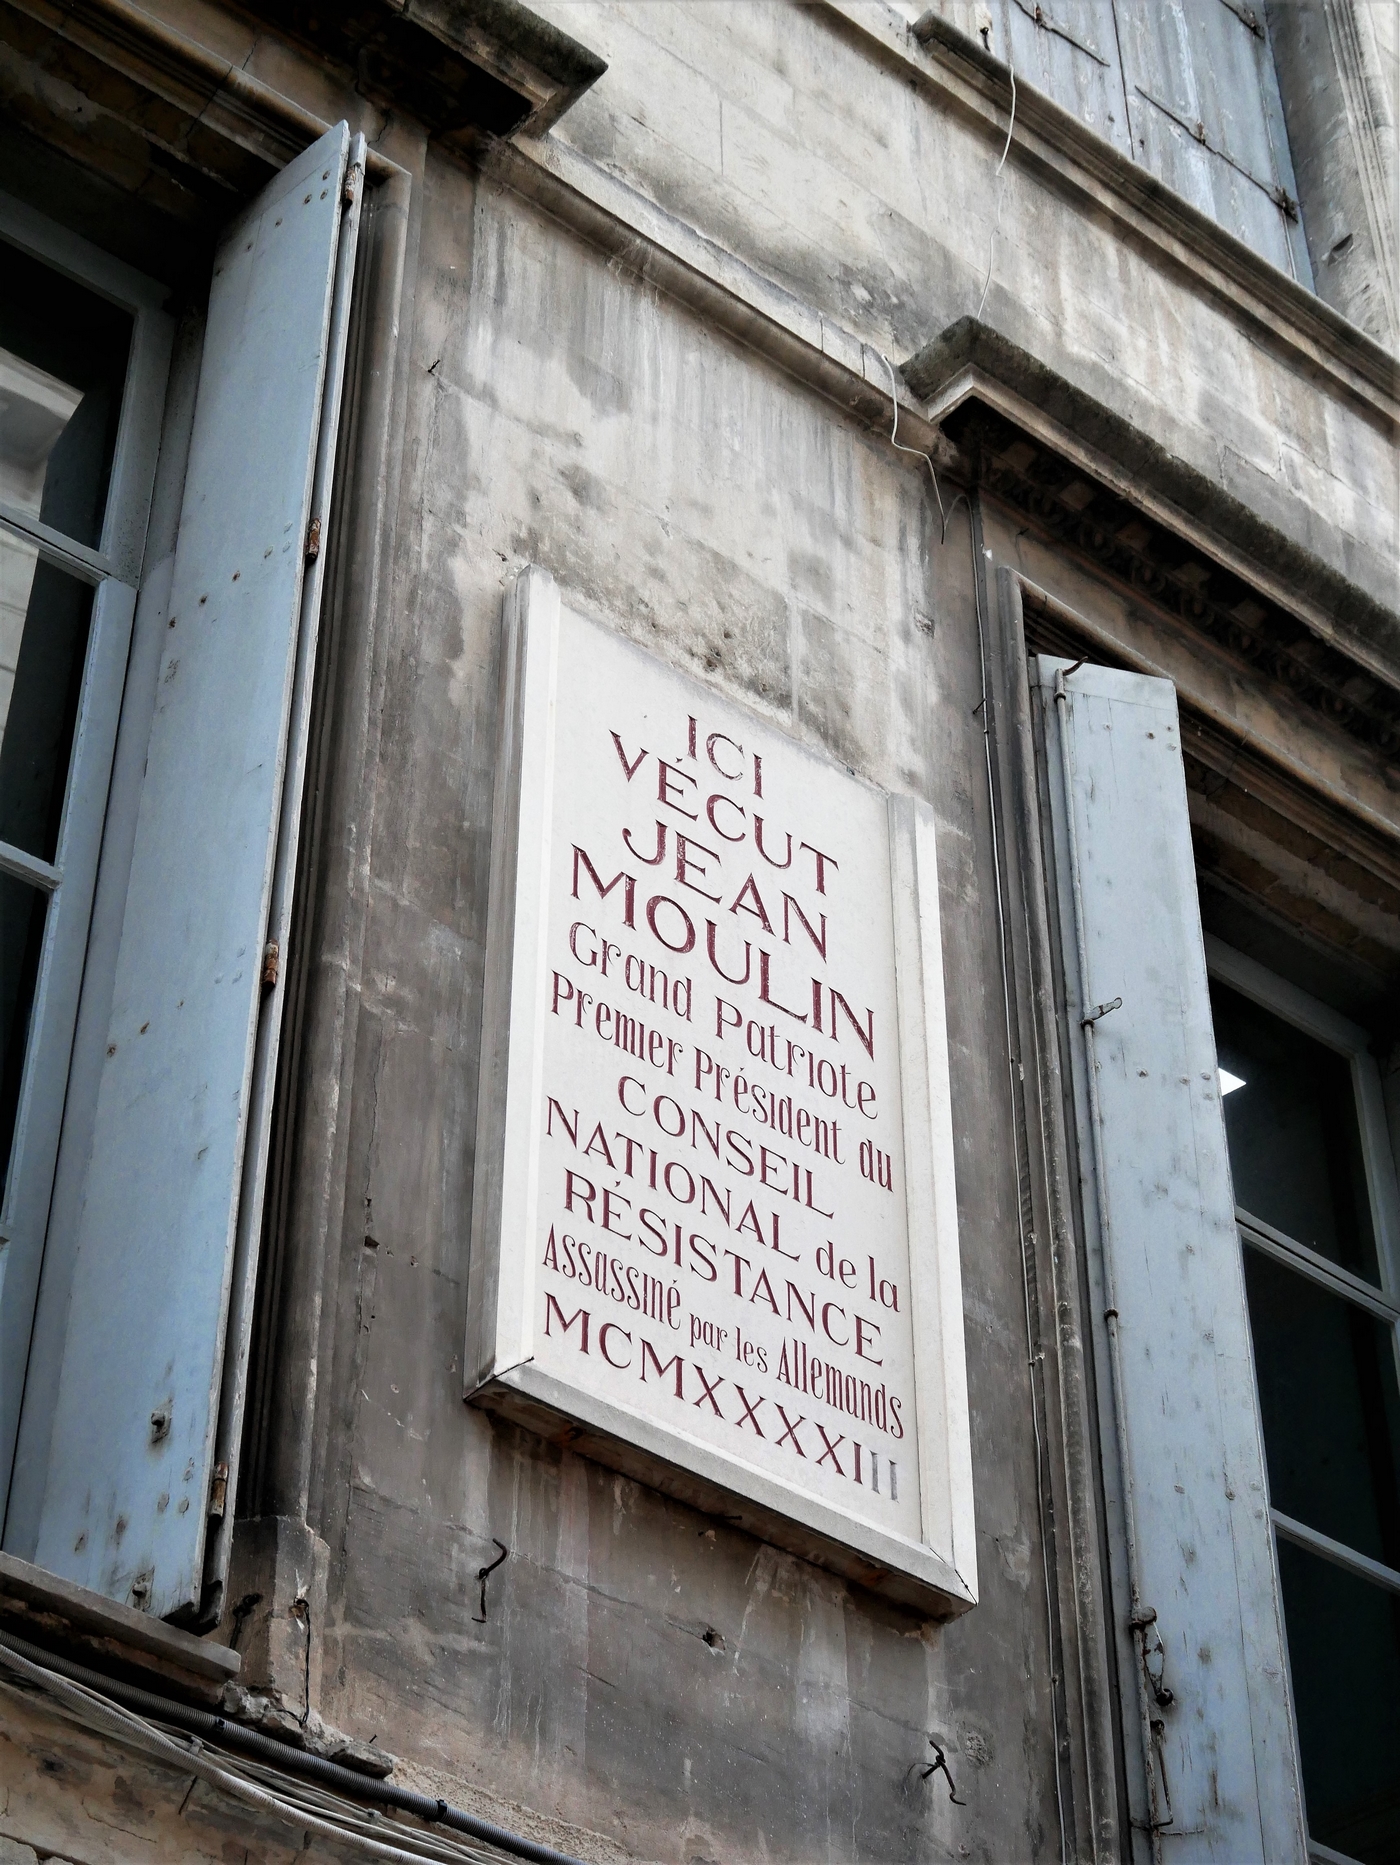 ICI
VÉCUT
JEAN
MOULIN
Grand Patriote
Premier Président du
CONSEIL
NATIONAL de la
RÉSISTANCE
Assassiné par les Allemands
MCMXXXXIII